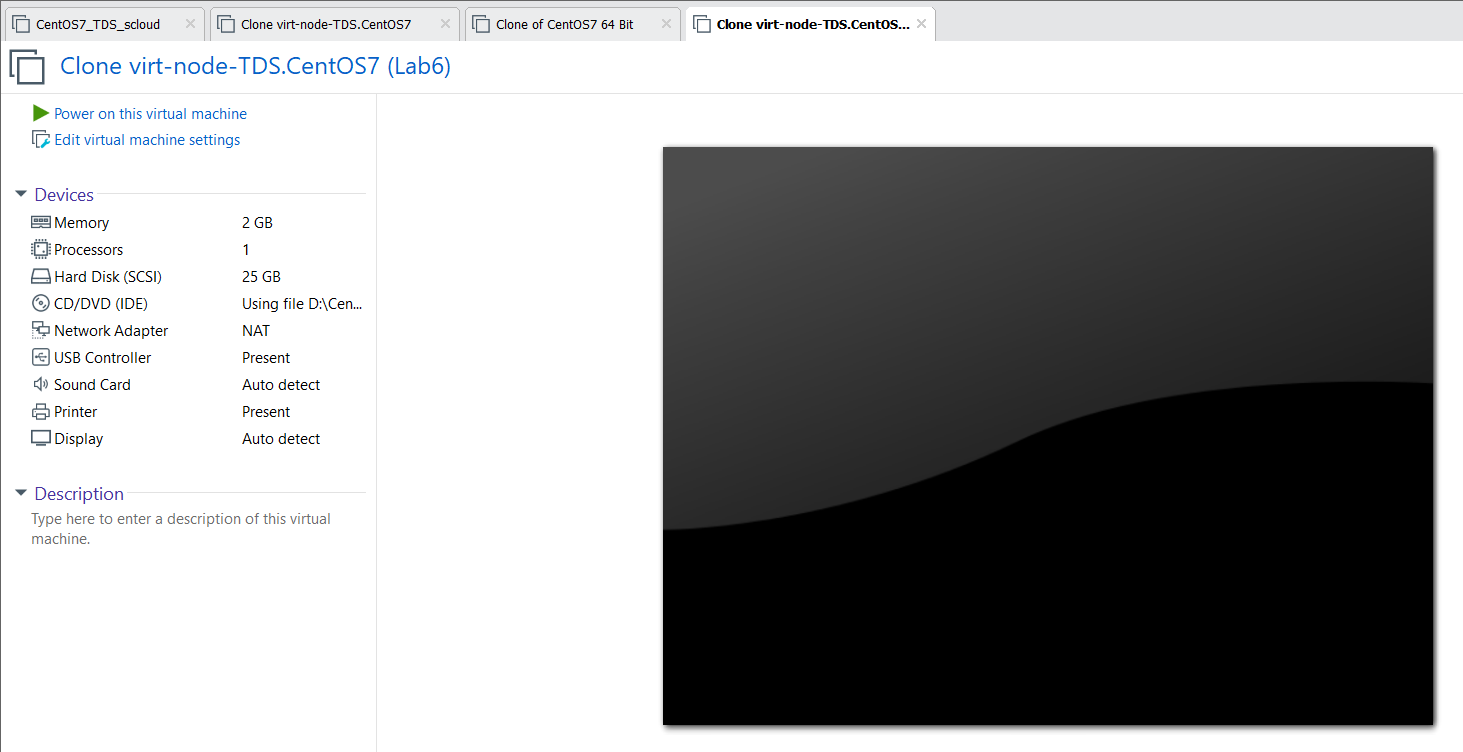 CentOS7_TDS_scloud Clone virt-node-TDS.CentOS7 Clone of CentOS7 64 Bit Clone virt-node-TDS.CentOS...
Clone virt-node-TDS.CentOS7 (Lab6)
Power on this virtual machine
Edit virtual machine settings
Devices
Memory 2 GB
Processors 1
Hard Disk (SCSI) 25 GB
CD/DVD (IDE) Using file D:\Cen...
Network Adapter NAT
USB Controller Present
Sound Card Auto detect
Printer Present
Display Auto detect
Description
Type here to enter a description of this virtual
machine.